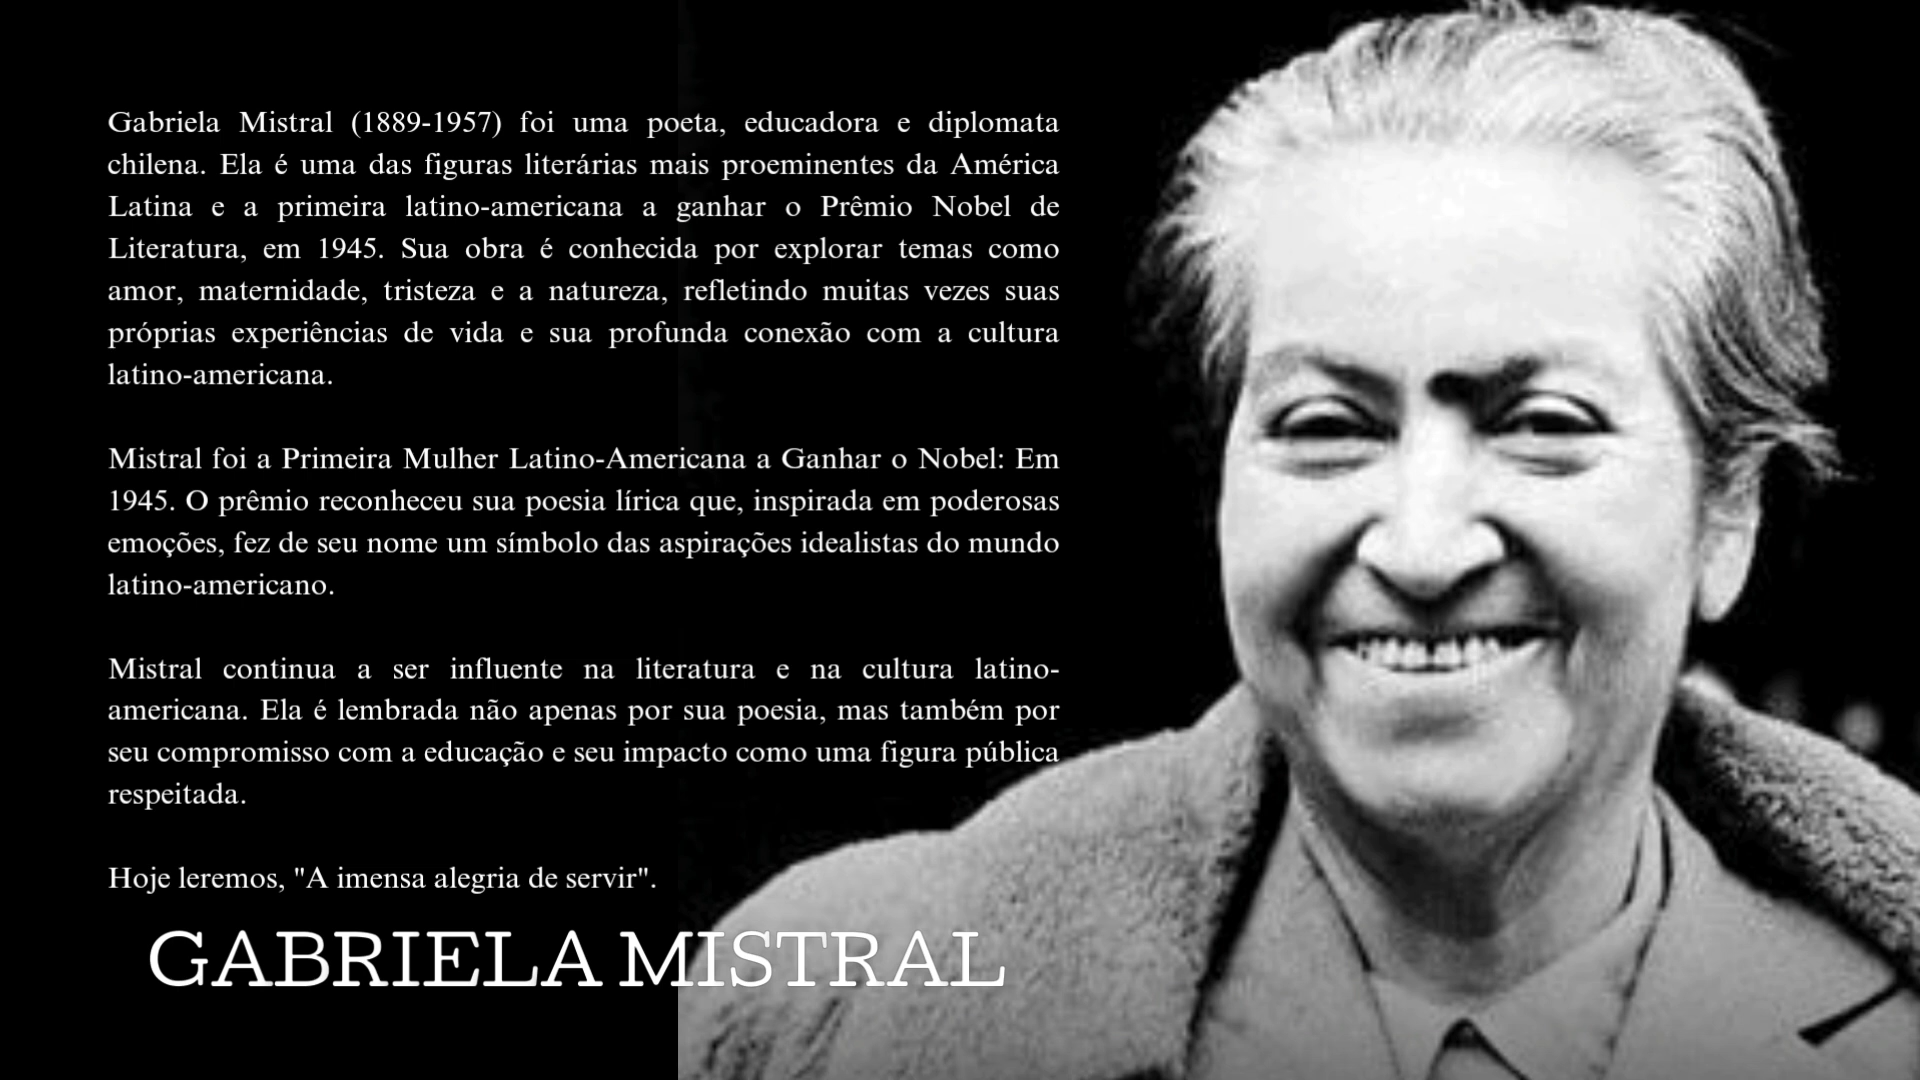 Gabriela Mistral (1889-1957) foi uma poeta, educadora e diplomata
chilena. Ela é uma das figuras literárias mais proeminentes da América
Latina e a primeira latino-americana a ganhar o Prêmio Nobel de
Literatura, em 1945. Sua obra é conhecida por explorar temas como
amor, maternidade, tristeza e a natureza, refletindo muitas vezes suas
próprias experiências de vida e sua profunda conexão com a cultura
latino-americana.
Mistral foi a Primeira Mulher Latino-Americana a Ganhar o Nobel: Em
1945. O prêmio reconheceu sua poesia lírica que, inspirada em poderosas
emoções, fez de seu nome um símbolo das aspirações idealistas do mundo
latino-americano.
Mistral continua a ser influente na literatura e na cultura latino-
americana. Ela é lembrada não apenas por sua poesia, mas também por
seu compromisso com a educação e seu impacto como uma figura pública
respeitada.
Hoje leremos, "A imensa alegria de servir".
GABRIELA MISTRAL